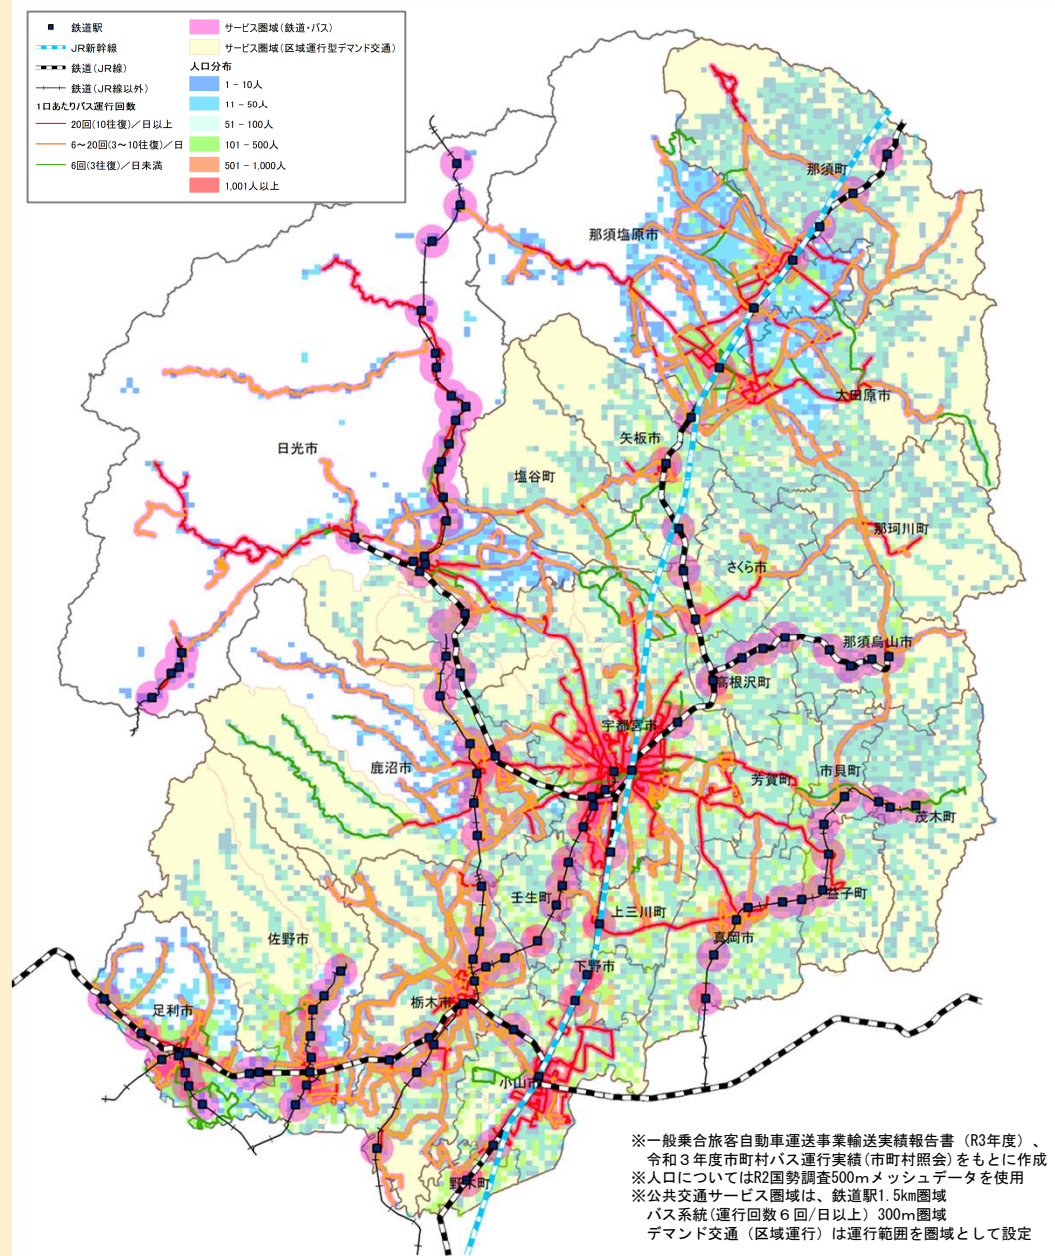 鉄道駅
JR新幹線
鉄道(JR線)
鉄道(JR線以外)
1日あたりバス運行回数
20回(10往復)/日以上
6~20回(3~10往復)/日
6回(3往復)/日未満
サービス圏域(鉄道・バス)
サービス圏域(区域運行型デマンド交通)
人口分布
1 - 10人
11 - 50人
51 - 100人
101 - 500人
501 - 1,000人
1,001人以上
那須町
那須塩原市
大田原市
矢板市
日光市
塩谷町
那珂川町
さくら市
那須烏山市
高根沢町
宇都宮市
鹿沼市
芳賀町
市貝町
茂木町
益子町
壬生町
上三川町
真岡市
佐野市
下野市
栃木市
足利市
小山市
野木町
※一般乗合旅客自動車運送事業輸送実績報告書(R3年度)、
令和3年度市町村バス運行実績(市町村照会)をもとに作成
※人口についてはR2国勢調査500mメッシュデータを使用
※公共交通サービス圏域は、鉄道駅1.5km圏域
バス系統(運行回数6回/日以上)300m圏域
デマンド交通(区域運行)は運行範囲を圏域として設定